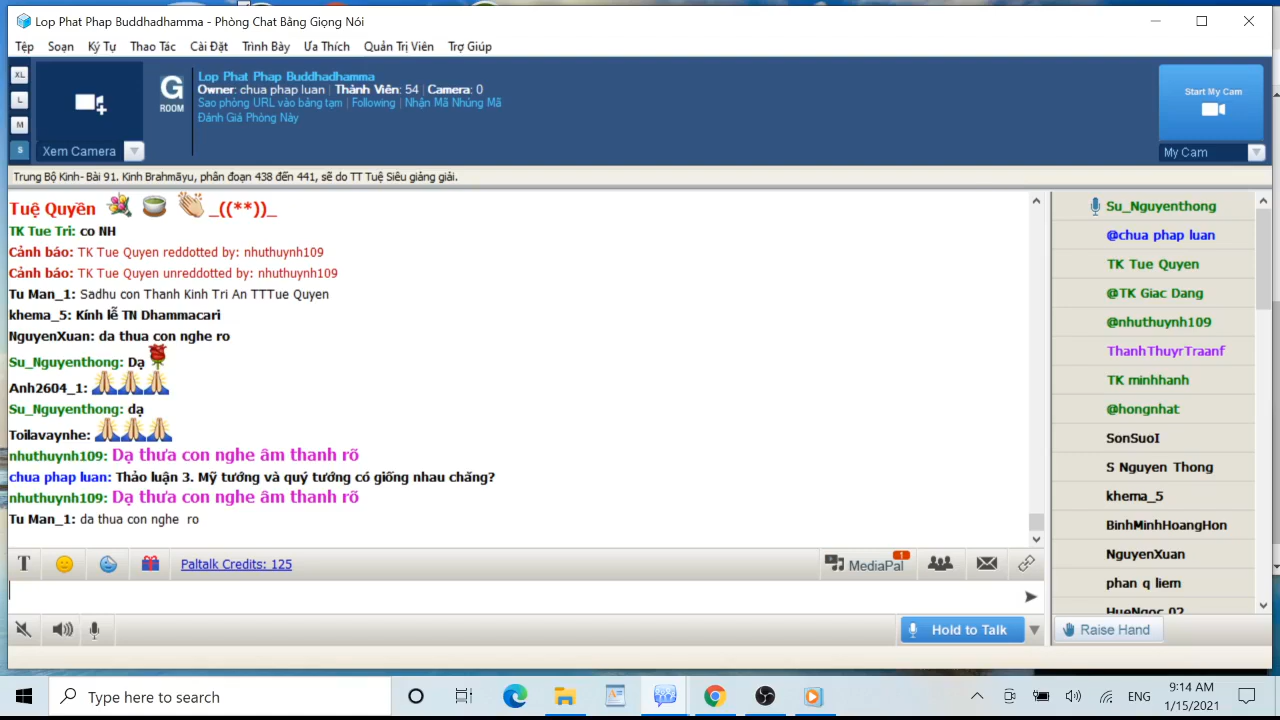 Lop Phat Phap Buddhadhamma - Phòng Chat Bằng Giọng Nói
Tệp Soạn Ký Tự Thao Tác Cài Đặt Trình Bày Ưa Thích Quản Trị Viên Trợ Giúp
XL
L
M
S
Xem Camera
G
ROOM
Lop Phat Phap Buddhadhamma
Owner: chua phap luan | Thành Viên: 54 | Camera: 0
Sao phòng URL vào bảng tạm | Following | Nhận Mã Nhúng Mã
Đánh Giá Phòng Này
Start My Cam
My Cam
Trung Bộ Kinh- Bài 91. Kinh Brahmāyu, phân đoạn 438 đến 441, sẽ do TT Tuệ Siêu giảng giải.
Tuệ Quyền _((**))_
TK Tue Tri: co NH
Cảnh báo: TK Tue Quyen reddotted by: nhuthuynh109
Cảnh báo: TK Tue Quyen unreddotted by: nhuthuynh109
Tu Man_1: Sadhu con Thanh Kinh Tri An TTTue Quyen
khema_5: Kính lễ TN Dhammacari
NguyenXuan: da thua con nghe ro
Su_Nguyenthong: Dạ
Anh2604_1:
Su_Nguyenthong: dạ
Toilavaynhe:
nhuthuynh109: Dạ thưa con nghe âm thanh rõ
chua phap luan: Thảo luận 3. Mỹ tướng và quý tướng có giống nhau chăng?
nhuthuynh109: Dạ thưa con nghe âm thanh rõ
Tu Man_1: da thua con nghe ro
Su_Nguyenthong
@chua phap luan
TK Tue Quyen
@TK Giac Dang
@nhuthuynh109
ThanhThuyrTraanf
TK minhhanh
@hongnhat
SonSuoI
S Nguyen Thong
khema_5
BinhMinhHoangHon
NguyenXuan
phan q liem
HueNgoc 02
T Paltalk Credits: 125 MediaPal 1
Hold to Talk
Raise Hand
Type here to search
ENG
9:14 AM
1/15/2021